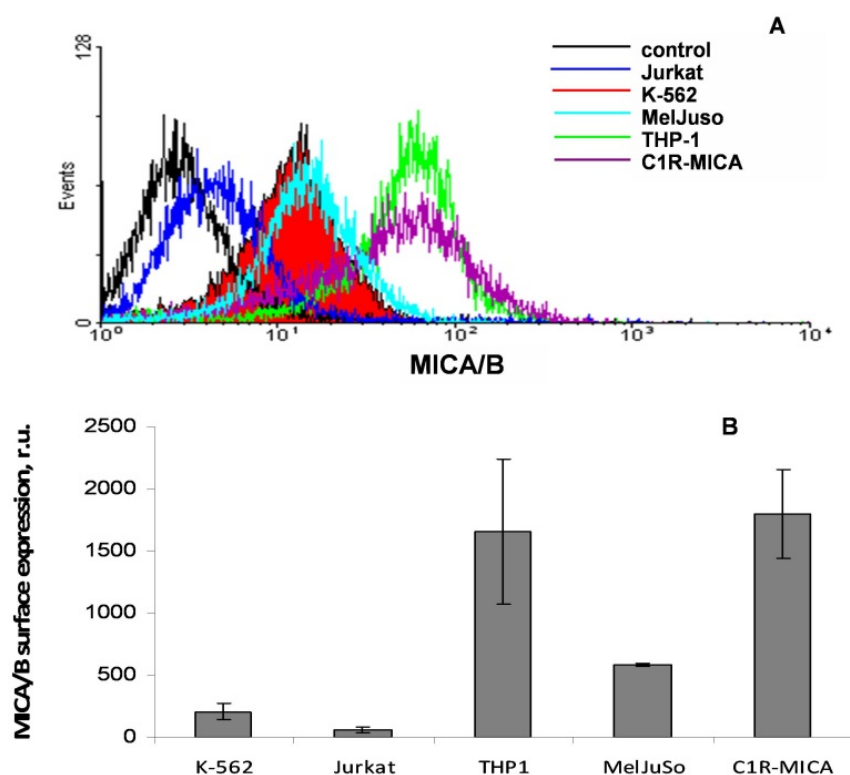 A
128
control
Jurkat
K-562
MelJuso
THP-1
C1R-MICA
Events
0
10⁰ 10¹ 10² 10³ 10⁴
MICA/B
B
MICA/B surface expression, r.u.
2500
2000
1500
1000
500
0
K-562 Jurkat THP1 MelJuSo C1R-MICA